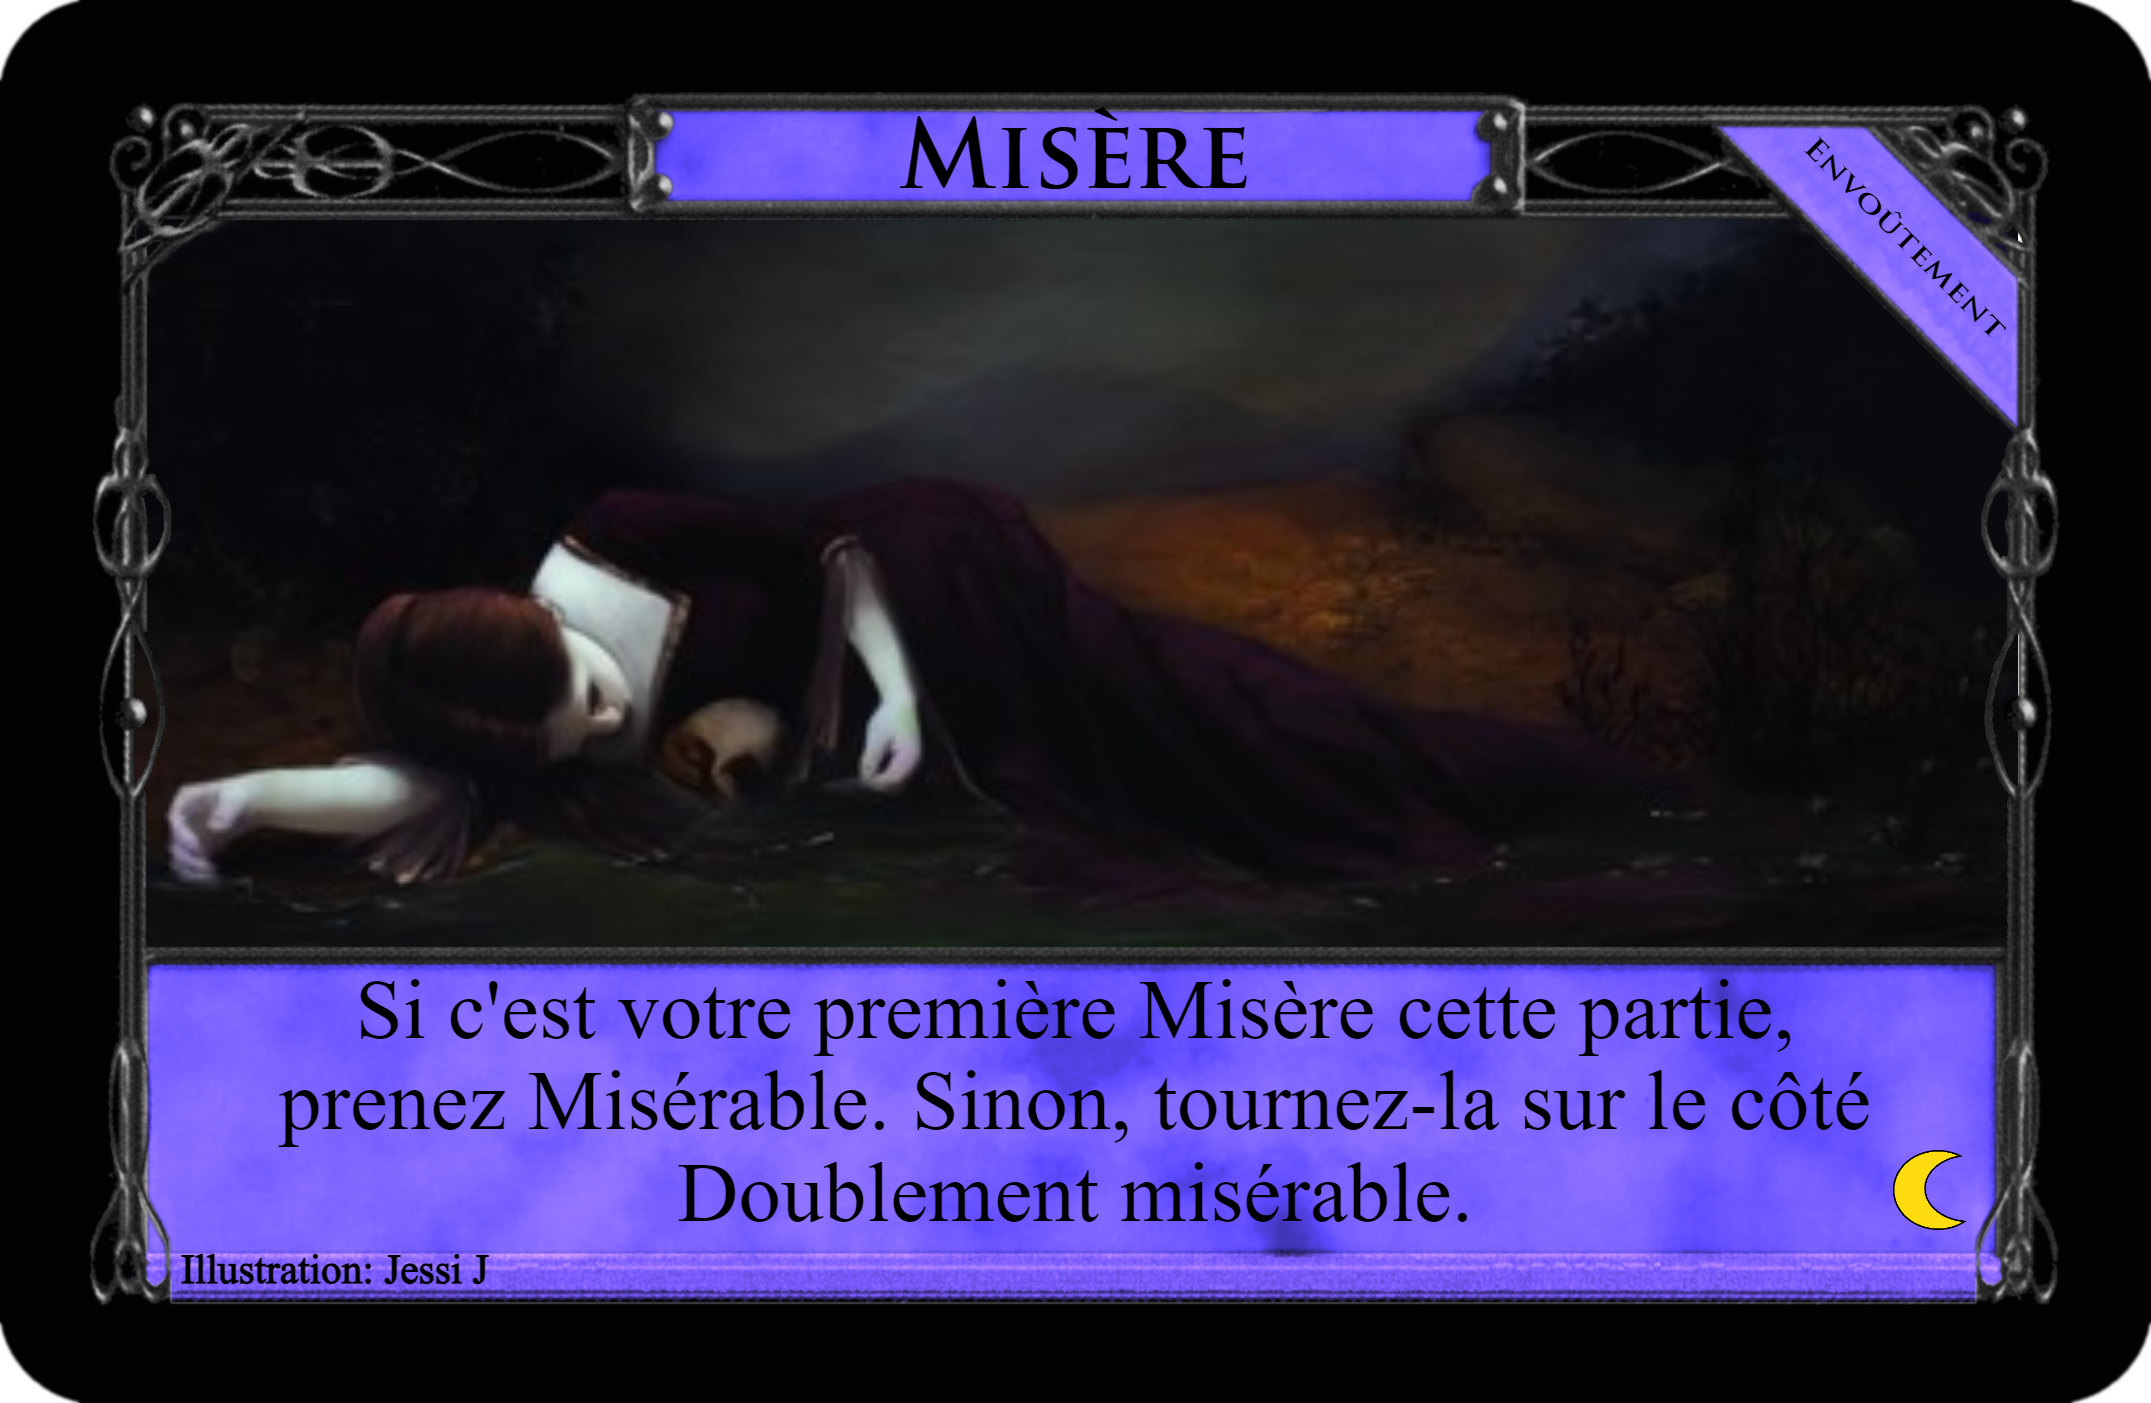 MISÈRE
ENVOÛTEMENT
Si c'est votre première Misère cette partie,
prenez Misérable. Sinon, tournez-la sur le côté
Doublement misérable.
Illustration: Jessi J